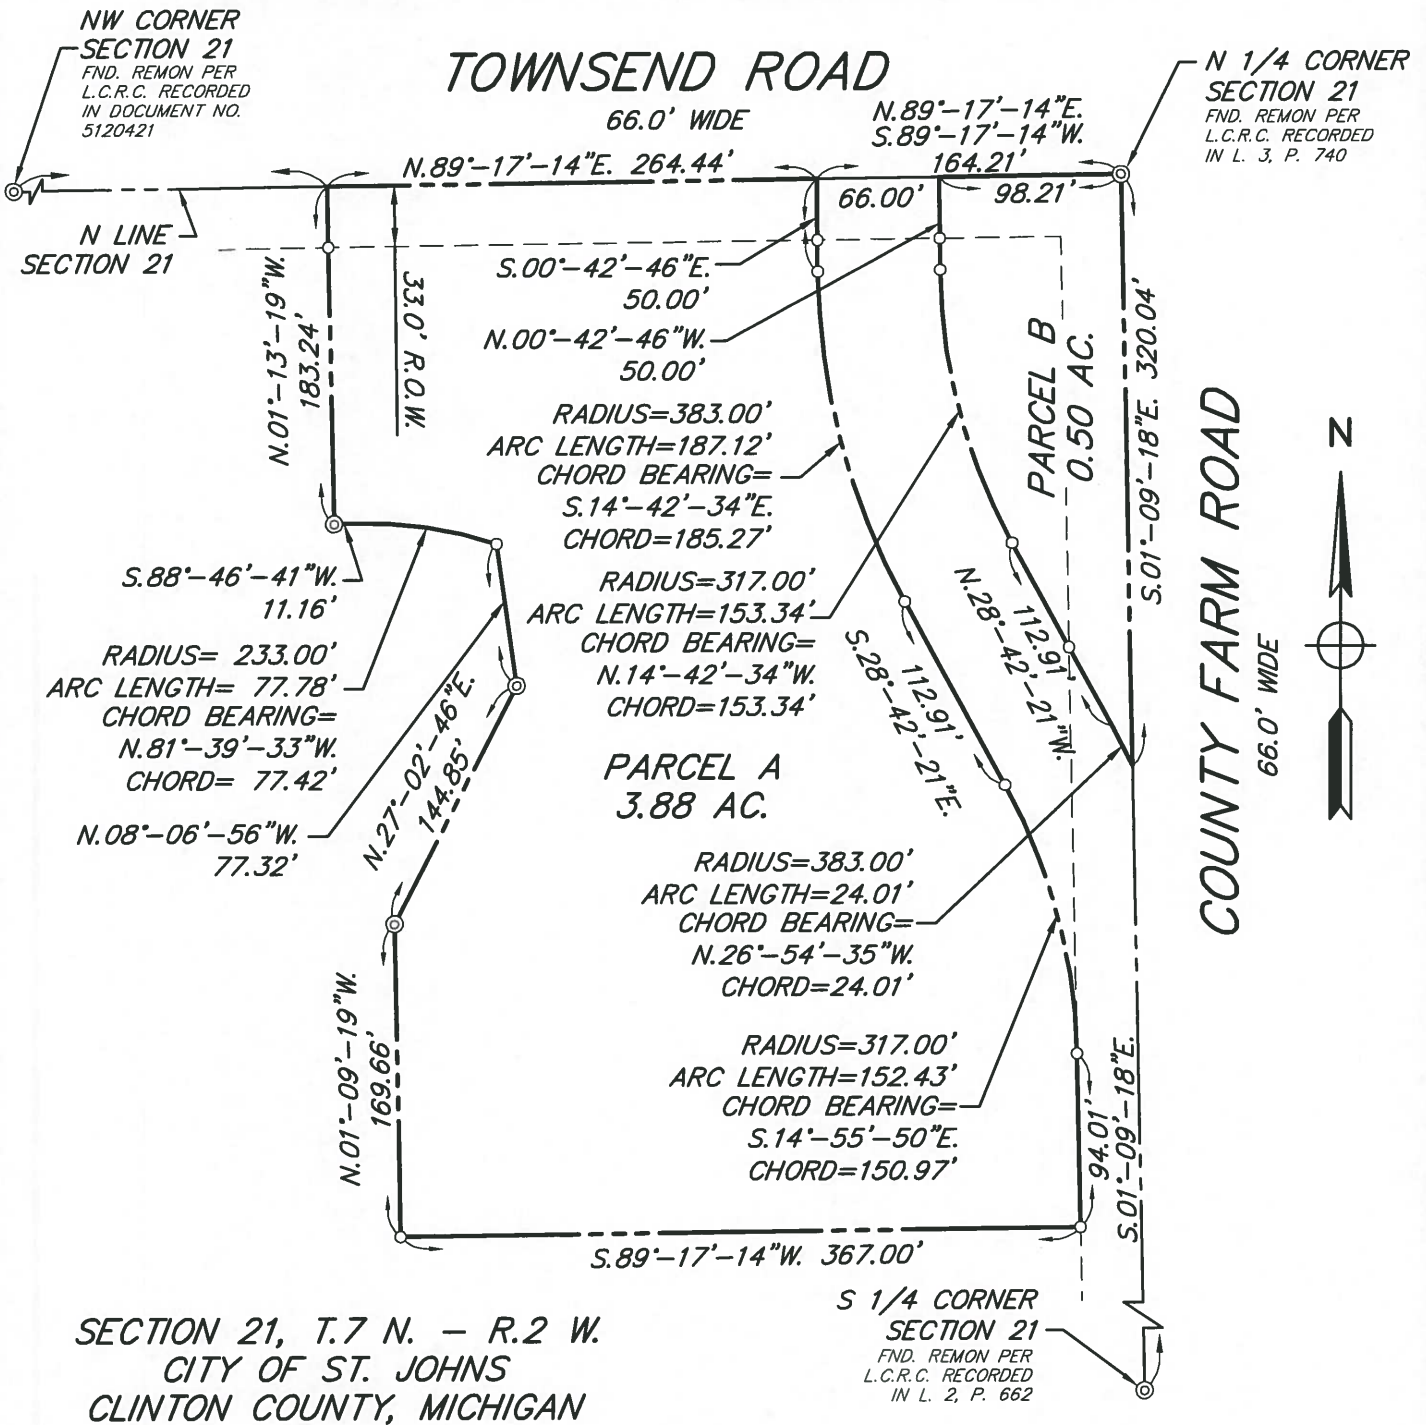 NW CORNER
SECTION 21
FND. REMON PER
L.C.R.C. RECORDED
IN DOCUMENT NO.
5120421
TOWNSEND ROAD
66.0' WIDE
N 1/4 CORNER
SECTION 21
FND. REMON PER
L.C.R.C. RECORDED
IN L. 3, P. 740
N.89°-17'-14"E.
S.89°-17'-14"W.
164.21'
N.89°-17'-14"E. 264.44'
66.00'
98.21'
N LINE
SECTION 21
N.01°-13'-19"W.
183.24'
33.0' R.O.W.
S.00°-42'-46"E.
50.00'
N.00°-42'-46"W.
50.00'
RADIUS=383.00'
ARC LENGTH=187.12'
CHORD BEARING=
S.14°-42'-34"E.
CHORD=185.27'
RADIUS=317.00'
ARC LENGTH=153.34'
CHORD BEARING=
N.14°-42'-34"W.
CHORD=153.34'
PARCEL B
0.50 AC.
S.01°-09'-18"E. 320.04'
COUNTY FARM ROAD
66.0' WIDE
N
S.88°-46'-41"W.
11.16'
RADIUS= 233.00'
ARC LENGTH= 77.78'
CHORD BEARING=
N.81°-39'-33"W.
CHORD= 77.42'
N.08°-06'-56"W.
77.32'
N.27°-02'-46"E.
144.85'
112.91'
S.28°-42'-21"E.
112.91'
N.28°-42'-21"W.
PARCEL A
3.88 AC.
RADIUS=383.00'
ARC LENGTH=24.01'
CHORD BEARING=
N.26°-54'-35"W.
CHORD=24.01'
RADIUS=317.00'
ARC LENGTH=152.43'
CHORD BEARING=
S.14°-55'-50"E.
CHORD=150.97'
N.01°-09'-19"W.
169.66'
94.01'
S.01°-09'-18"E.
S.89°-17'-14"W. 367.00'
S 1/4 CORNER
SECTION 21
FND. REMON PER
L.C.R.C. RECORDED
IN L. 2, P. 662
SECTION 21, T.7 N. - R.2 W.
CITY OF ST. JOHNS
CLINTON COUNTY, MICHIGAN